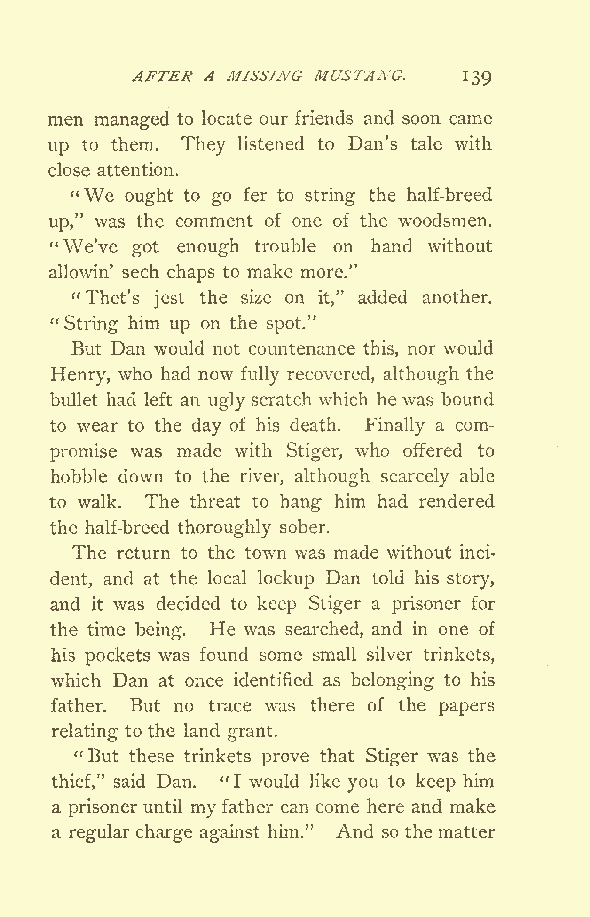 AFTER A MISSING MUSTANG. 139
men managed to locate our friends and soon came
up to them. They listened to Dan's tale with
close attention.
"We ought to go fer to string the half-breed
up," was the comment of one of the woodsmen.
"We've got enough trouble on hand without
allowin' sech chaps to make more."
"Thet's jest the size on it," added another.
"String him up on the spot."
But Dan would not countenance this, nor would
Henry, who had now fully recovered, although the
bullet had left an ugly scratch which he was bound
to wear to the day of his death. Finally a com-
promise was made with Stiger, who offered to
hobble down to the river, although scarcely able
to walk. The threat to hang him had rendered
the half-breed thoroughly sober.
The return to the town was made without inci-
dent, and at the local lockup Dan told his story,
and it was decided to keep Stiger a prisoner for
the time being. He was searched, and in one of
his pockets was found some small silver trinkets,
which Dan at once identified as belonging to his
father. But no trace was there of the papers
relating to the land grant.
"But these trinkets prove that Stiger was the
thief," said Dan. "I would like you to keep him
a prisoner until my father can come here and make
a regular charge against him." And so the matter